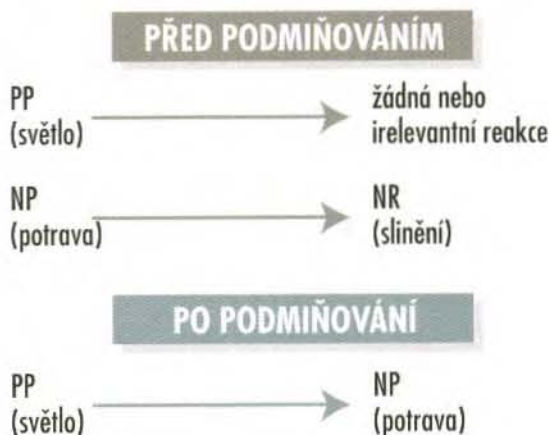 PŘED PODMIŇOVÁNÍM
PP
(světlo)
žádná nebo
irelevantní reakce
NP
(potrava)
NR
(slinění)
PO PODMIŇOVÁNÍ
PP
(světlo)
NP
(potrava)